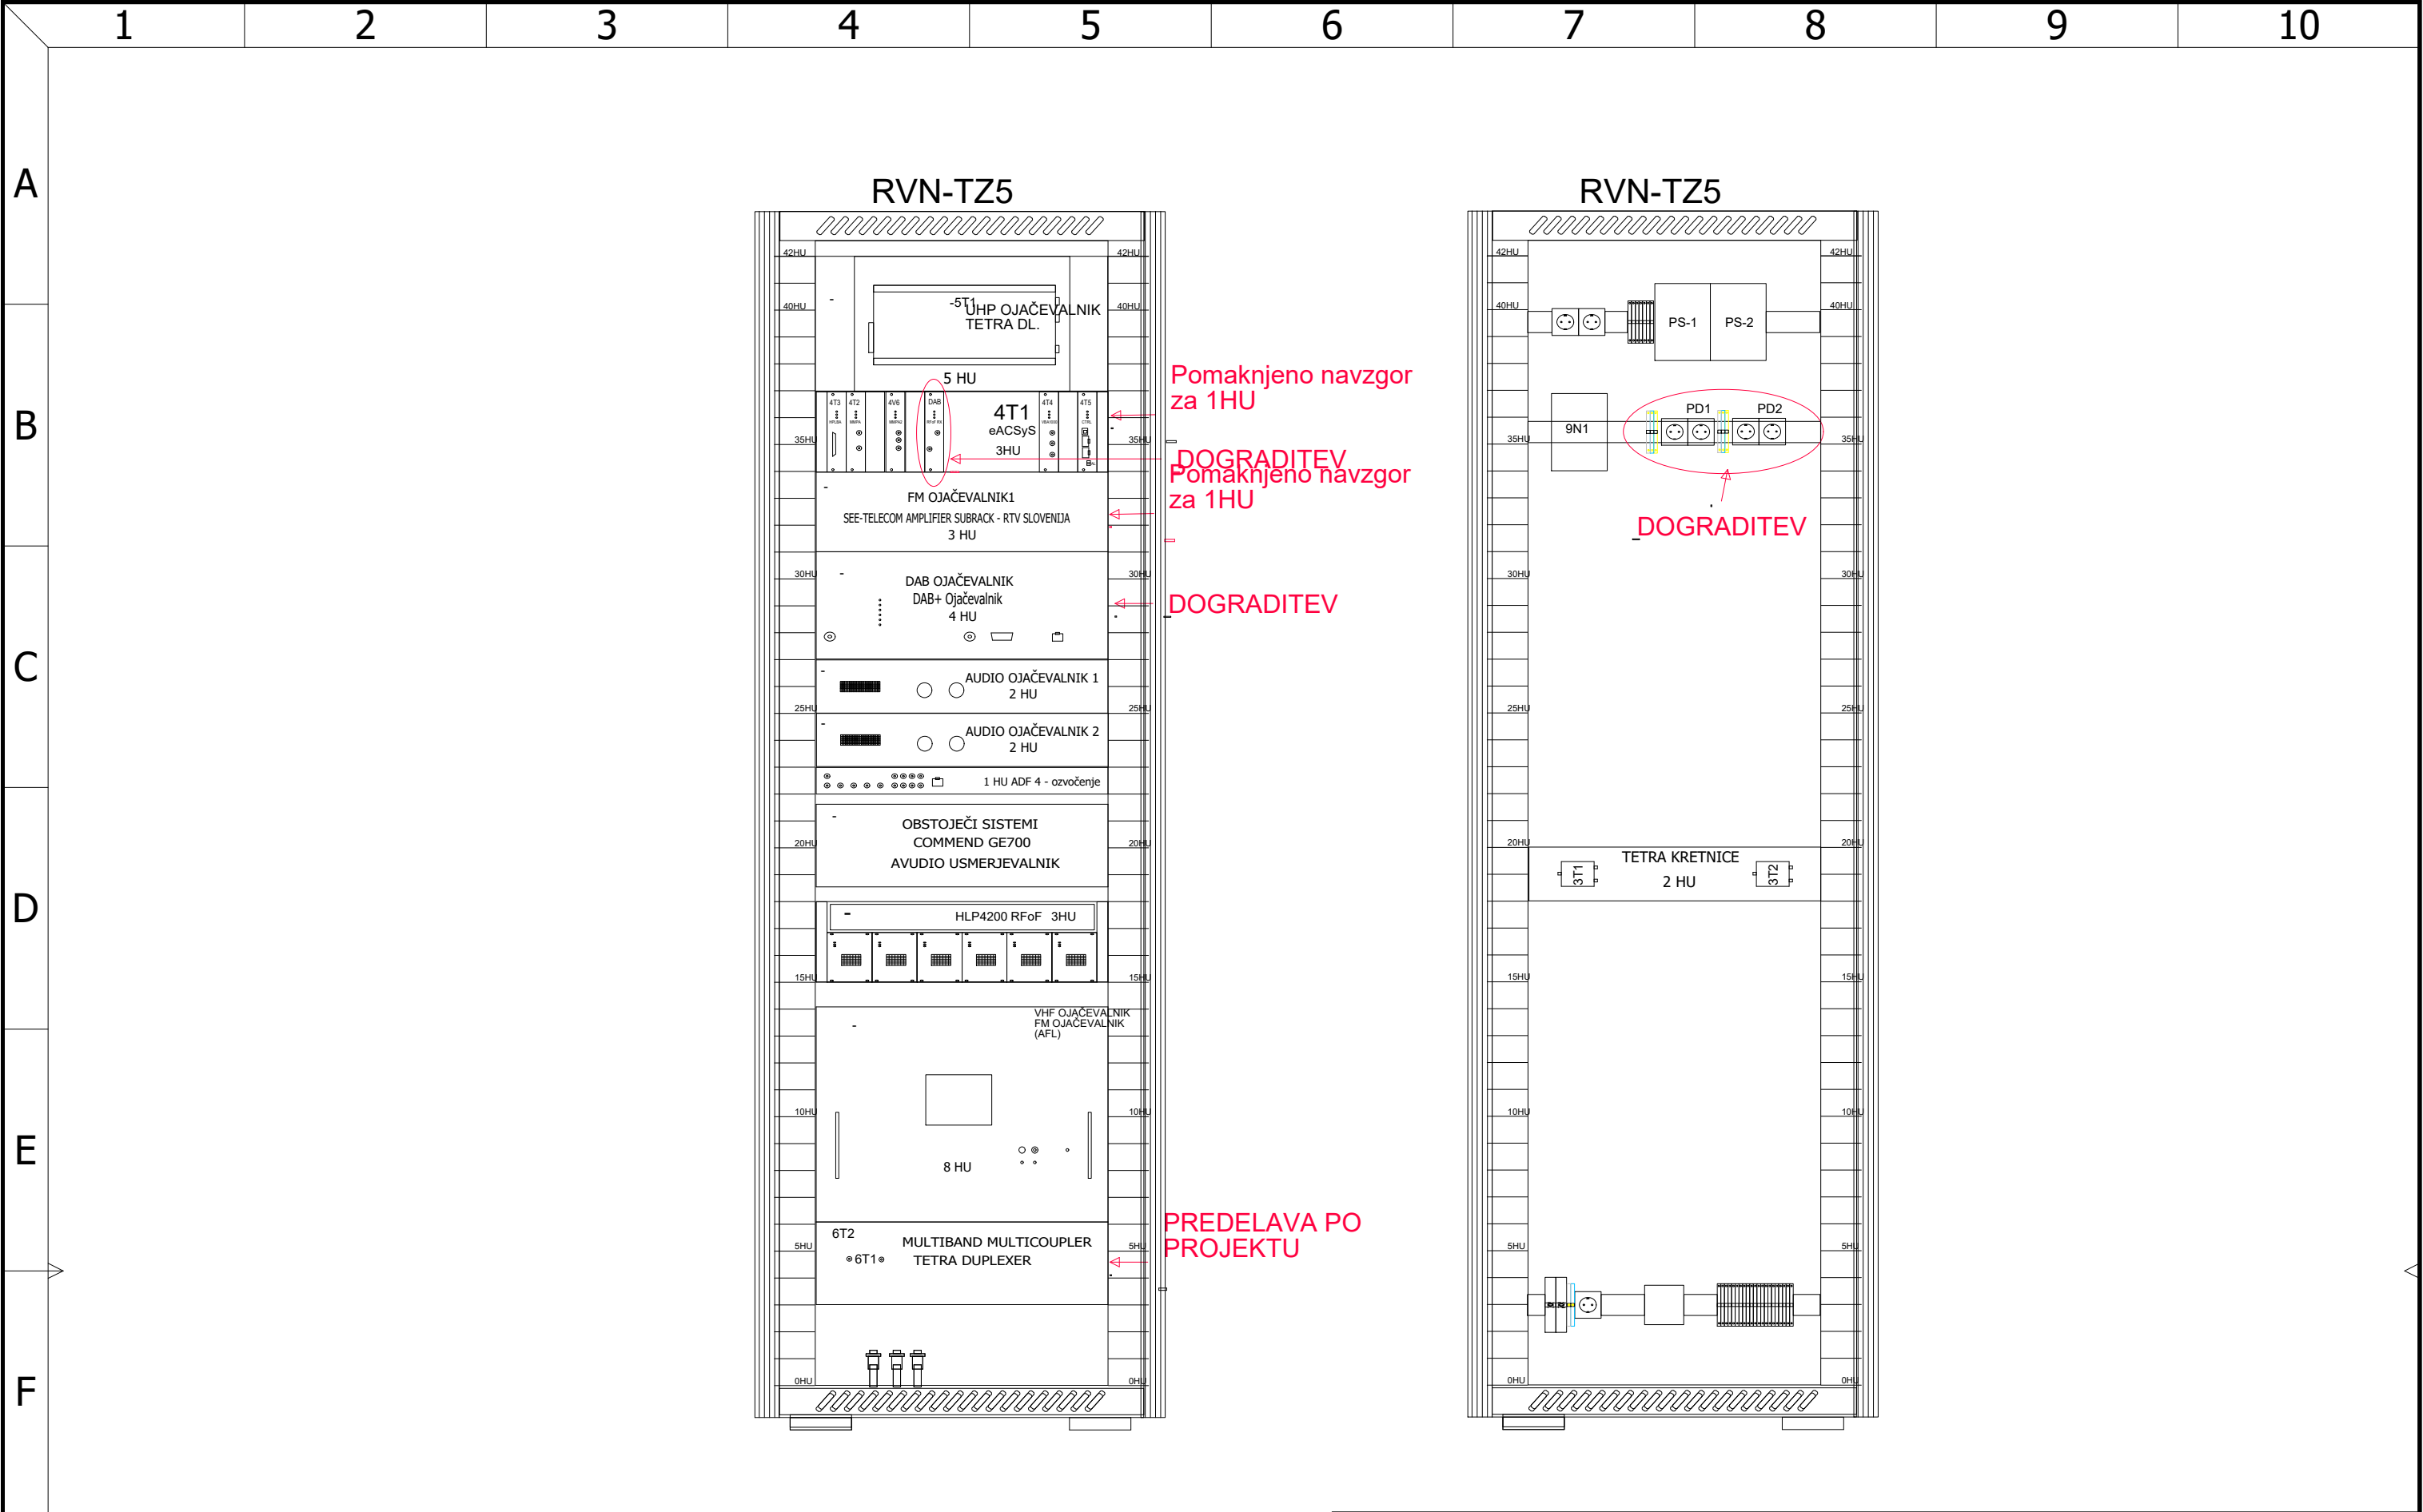 1 2 3 4 5 6 7 8 9 10
A
B
C
D
E
F
RVN-TZ5
42HU 42HU
40HU 40HU
-5T1
UHP OJAČEVALNIK
TETRA DL.
5 HU
4T3 4T2 4V6 DAB 4T4 4T5
4T1
eACSyS
3HU
35HU 35HU
FM OJAČEVALNIK1
SEE-TELECOM AMPLIFIER SUBRACK - RTV SLOVENIJA
3 HU
30HU 30HU
DAB OJAČEVALNIK
DAB+ Ojačevalnik
4 HU
AUDIO OJAČEVALNIK 1
2 HU
25HU 25HU
AUDIO OJAČEVALNIK 2
2 HU
1 HU ADF 4 - ozvočenje
OBSTOJEČI SISTEMI
20HU COMMEND GE700 20HU
AVUDIO USMERJEVALNIK
HLP4200 RFoF 3HU
15HU 15HU
VHF OJAČEVALNIK
FM OJAČEVALNIK
(AFL)
10HU 10HU
8 HU
6T2
MULTIBAND MULTICOUPLER
5HU 5HU
6T1 TETRA DUPLEXER
0HU 0HU
Pomaknjeno navzgor
za 1HU
DOGRADITEV
Pomaknjeno navzgor
za 1HU
DOGRADITEV
PREDELAVA PO
PROJEKTU
RVN-TZ5
42HU 42HU
40HU 40HU
PS-1 PS-2
PD1 PD2
9N1
35HU 35HU
DOGRADITEV
30HU 30HU
25HU 25HU
20HU 20HU
TETRA KRETNICE
3T1 2 HU 3T2
15HU 15HU
10HU 10HU
5HU 5HU
0HU 0HU